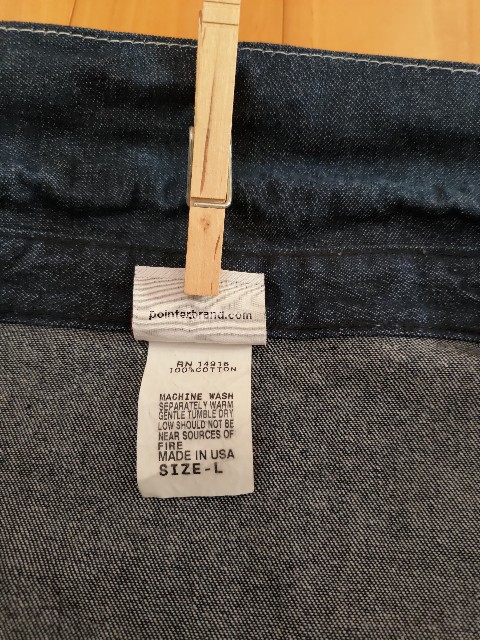 pointerbrand.com
RN 14916
100%COTTON
MACHINE WASH
SEPARATELY WARM
GENTLE TUMBLE DRY
LOW SHOULD NOT BE
NEAR SOURCES OF
FIRE
MADE IN USA
SIZE-L